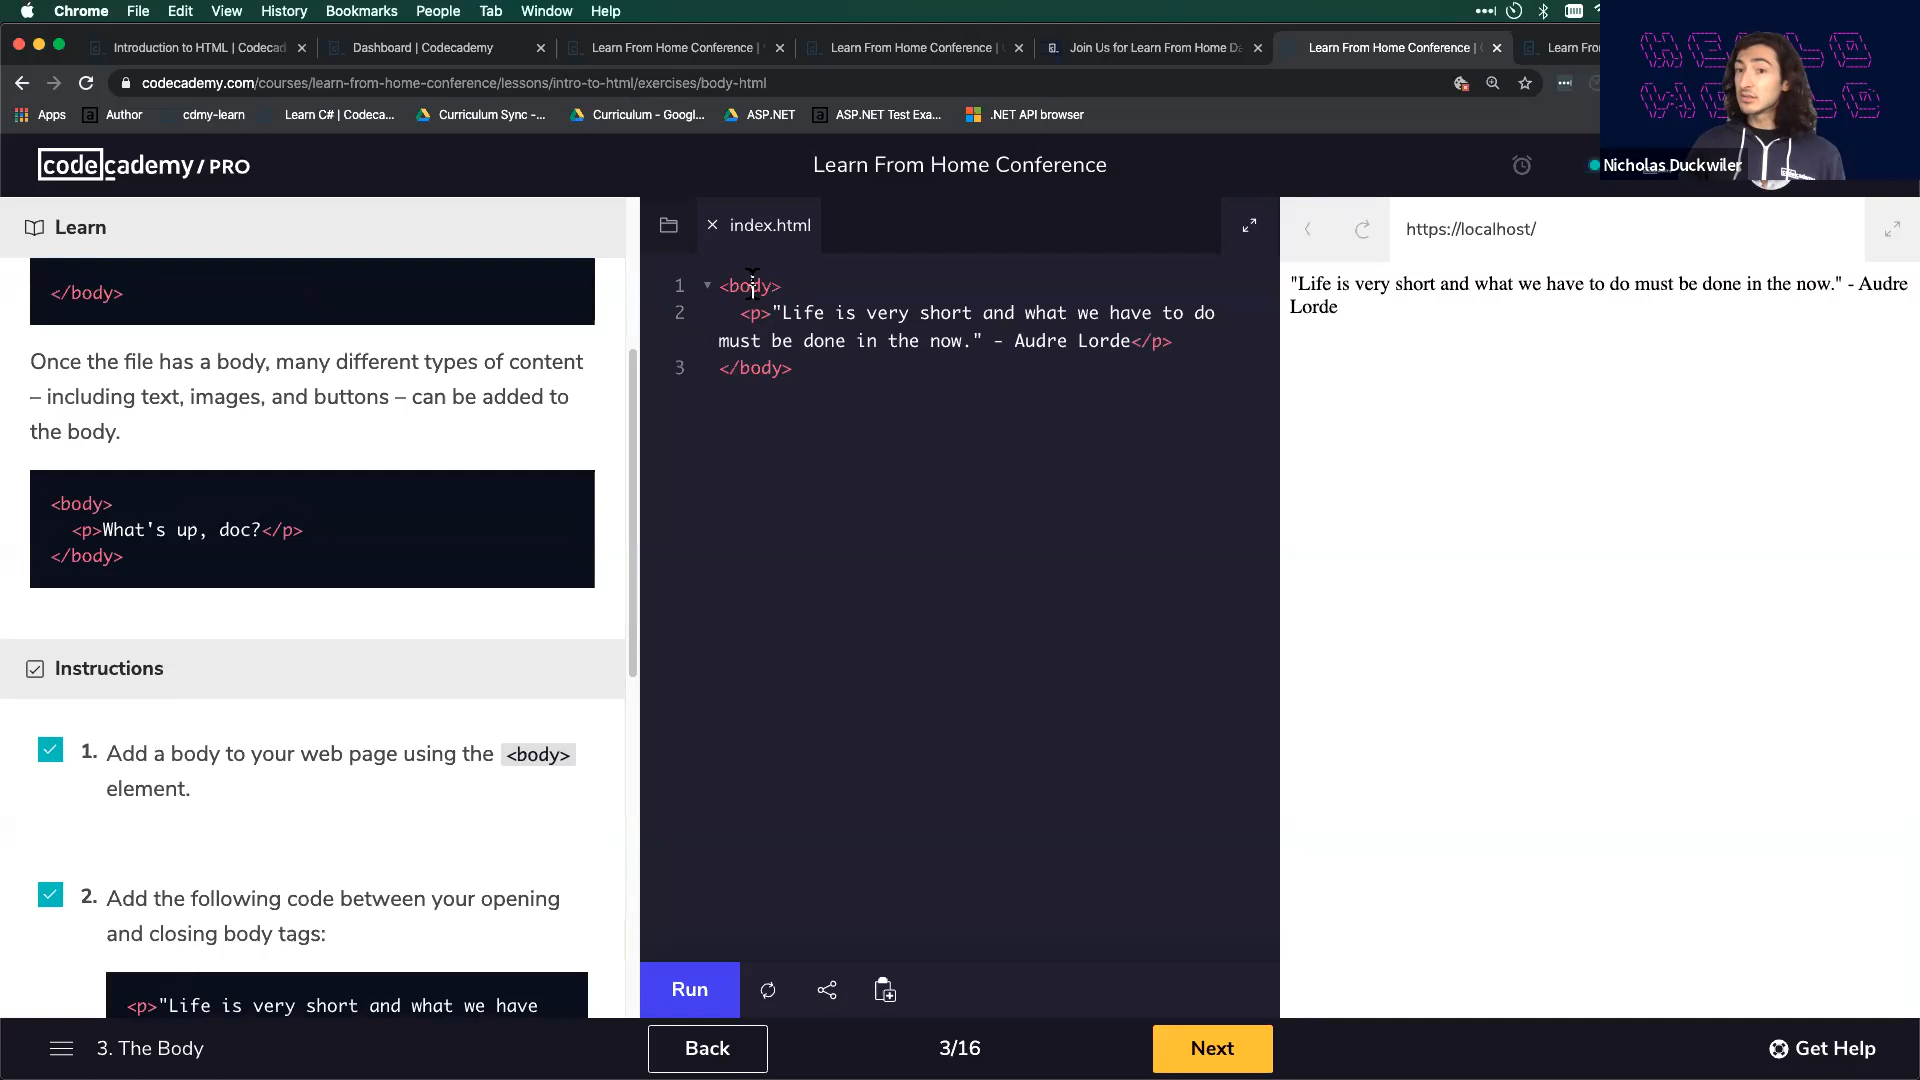 Chrome File Edit View History Bookmarks People Tab Window Help
Introduction to HTML | Codecad
Dashboard | Codecademy
Learn From Home Conference |
Learn From Home Conference |
Join Us for Learn From Home Da
Learn From Home Conference |
Learn Fro
codecademy.com/courses/learn-from-home-conference/lessons/intro-to-html/exercises/body-html
Apps
Author
cdmy-learn
Learn C# | Codeca...
Curriculum Sync -...
Curriculum - Googl...
ASP.NET
ASP.NET Test Exa...
.NET API browser
Nicholas Duckwiler
codecademy / PRO
Learn From Home Conference
Learn
</body>
Once the file has a body, many different types of content
– including text, images, and buttons – can be added to
the body.
<body>
<p>What's up, doc?</p>
</body>
Instructions
1. Add a body to your web page using the <body>
element.
2. Add the following code between your opening
and closing body tags:
<p>"Life is very short and what we have
index.html
1 <body>
2 <p>"Life is very short and what we have to do
must be done in the now." - Audre Lorde</p>
3 </body>
https://localhost/
"Life is very short and what we have to do must be done in the now." - Audre
Lorde
Run
3. The Body
Back
3/16
Next
Get Help